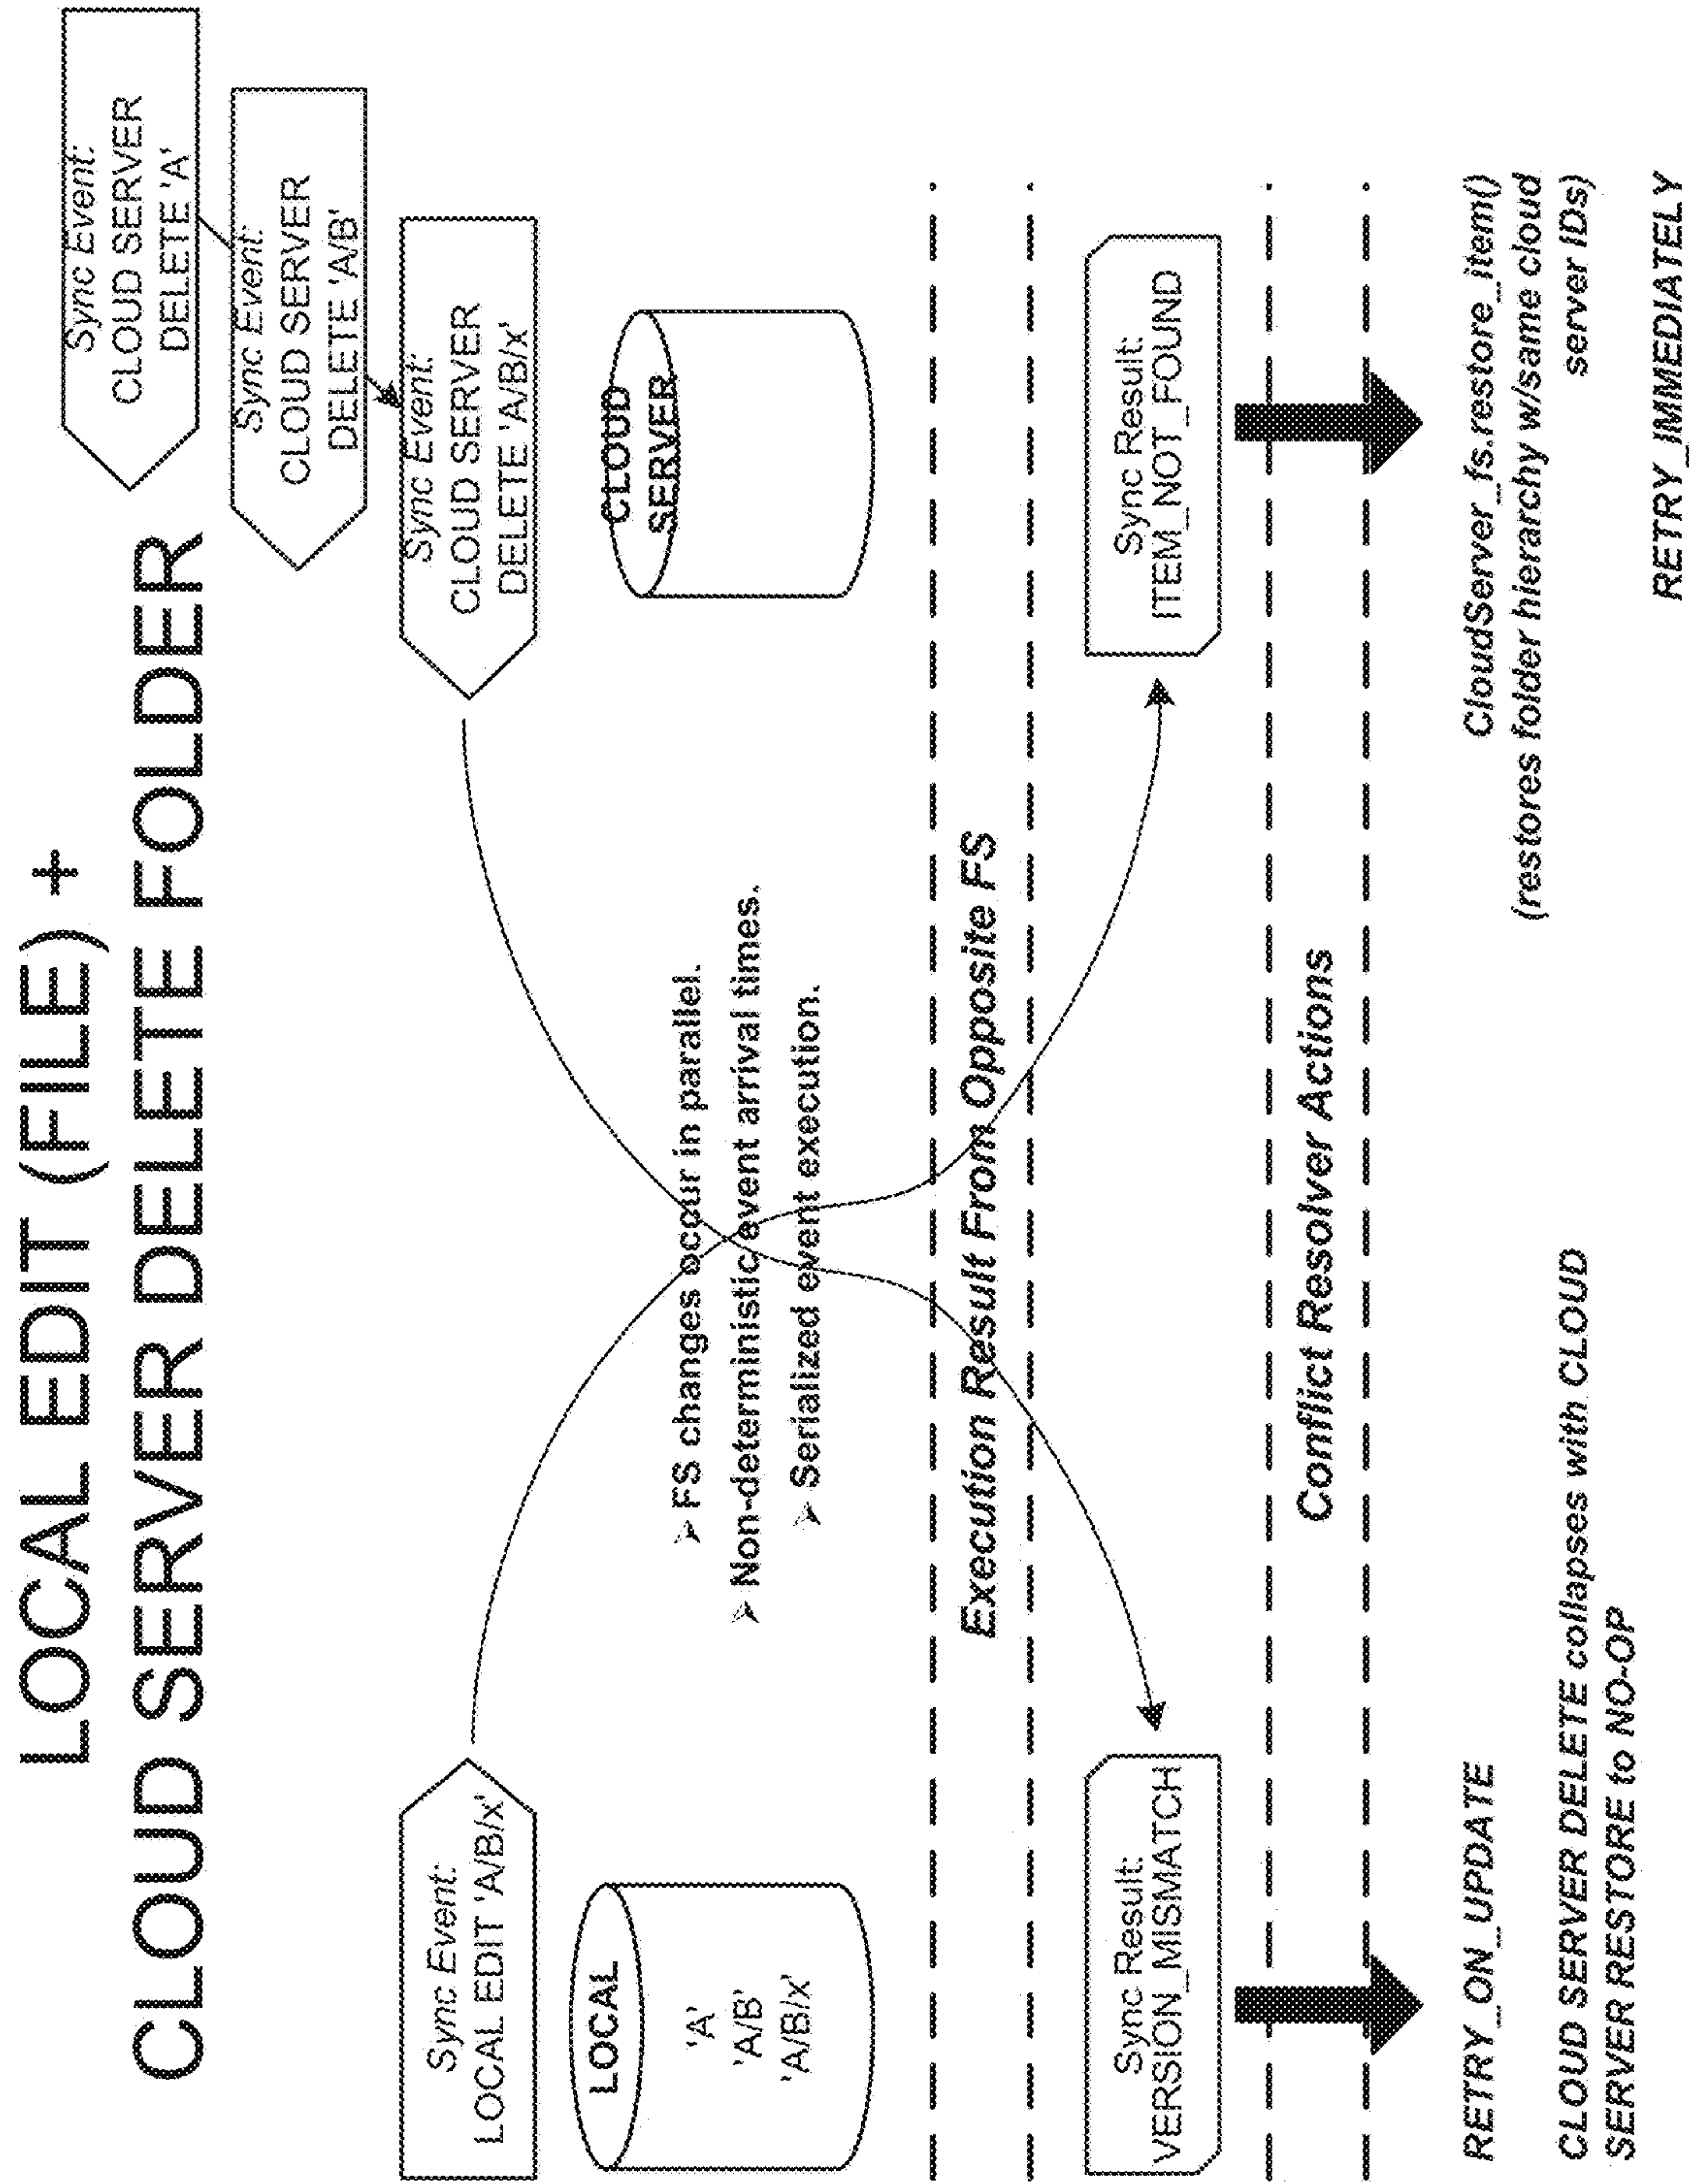 LOCAL EDIT (FILE) +
CLOUD SERVER DELETE FOLDER
Sync Event:
CLOUD SERVER
DELETE 'A'
Sync Event:
CLOUD SERVER
DELETE 'A/B'
Sync Event:
CLOUD SERVER
DELETE 'A/B/x'
Sync Event:
LOCAL EDIT 'A/B/x'
LOCAL
'A'
'A/B'
'A/B/x'
CLOUD
SERVER
➢ FS changes occur in parallel.
➢ Non-deterministic event arrival times.
➢ Serialized event execution.
Execution Result From Opposite FS
Sync Result:
VERSION_MISMATCH
Sync Result:
ITEM_NOT_FOUND
Conflict Resolver Actions
RETRY_ON_UPDATE
CLOUD SERVER DELETE collapses with CLOUD
SERVER RESTORE to NO-OP
CloudServer_fs.restore_item()
(restores folder hierarchy w/same cloud
server IDs)
RETRY_IMMEDIATELY